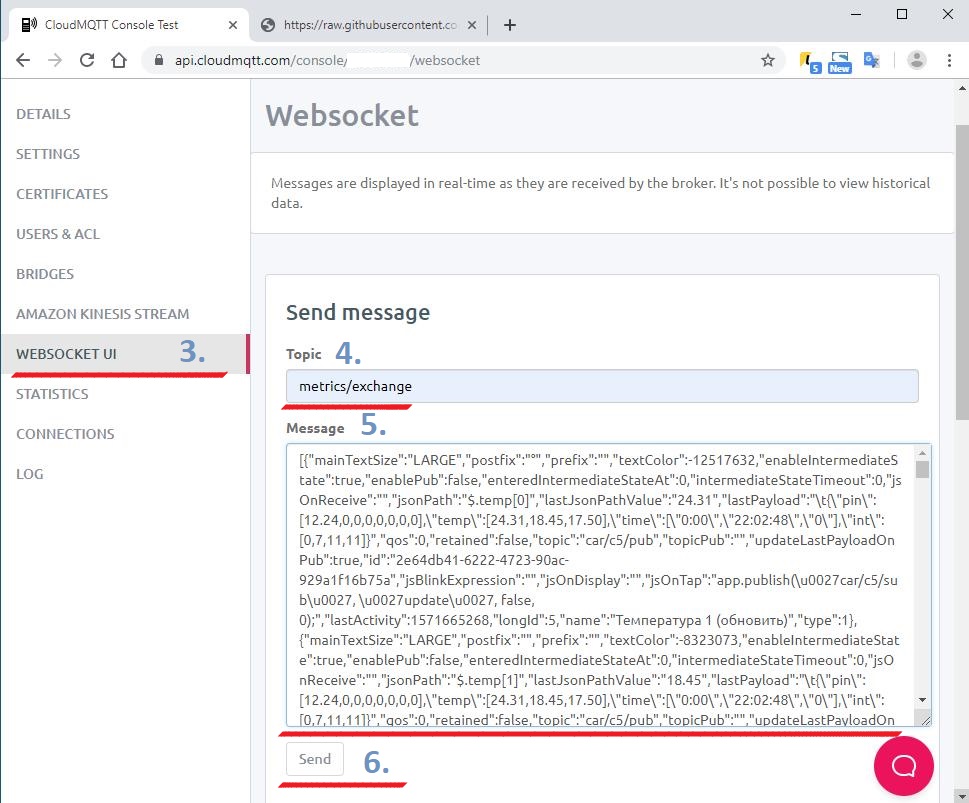 CloudMQTT Console Test
https://raw.githubusercontent.co
api.cloudmqtt.com/console/ /websocket
5
New
DETAILS
SETTINGS
CERTIFICATES
USERS & ACL
BRIDGES
AMAZON KINESIS STREAM
WEBSOCKET UI
3.
STATISTICS
CONNECTIONS
LOG
Websocket
Messages are displayed in real-time as they are received by the broker. It's not possible to view historical
data.
Send message
Topic
4.
metrics/exchange
Message
5.
[{"mainTextSize":"LARGE","postfix":"°","prefix":"","textColor":-12517632,"enableIntermediateS
tate":true,"enablePub":false,"enteredIntermediateStateAt":0,"intermediateStateTimeout":0,"js
OnReceive":"","jsonPath":"$.temp[0]","lastJsonPathValue":"24.31","lastPayload":"\t{\"pin\":
[12.24,0,0,0,0,0,0,0],\"temp\":[24.31,18.45,17.50],\"time\":[\"0:00\",\"22:02:48\",\"0\"],\"int\":
[0,7,11,11]}","qos":0,"retained":false,"topic":"car/c5/pub","topicPub":"","updateLastPayloadOn
Pub":true,"id":"2e64db41-6222-4723-90ac-
929a1f16b75a","jsBlinkExpression":"","jsOnDisplay":"","jsOnTap":"app.publish(\u0027car/c5/su
b\u0027, \u0027update\u0027, false,
0);","lastActivity":1571665268,"longId":5,"name":"Температура 1 (обновить)","type":1},
{"mainTextSize":"LARGE","postfix":"","prefix":"","textColor":-8323073,"enableIntermediateStat
e":true,"enablePub":false,"enteredIntermediateStateAt":0,"intermediateStateTimeout":0,"jsO
nReceive":"","jsonPath":"$.temp[1]","lastJsonPathValue":"18.45","lastPayload":"\t{\"pin\":
[12.24,0,0,0,0,0,0,0],\"temp\":[24.31,18.45,17.50],\"time\":[\"0:00\",\"22:02:48\",\"0\"],\"int\":
[0,7,11,11]}","qos":0,"retained":false,"topic":"car/c5/pub","topicPub":"","updateLastPayloadOn
Send
6.